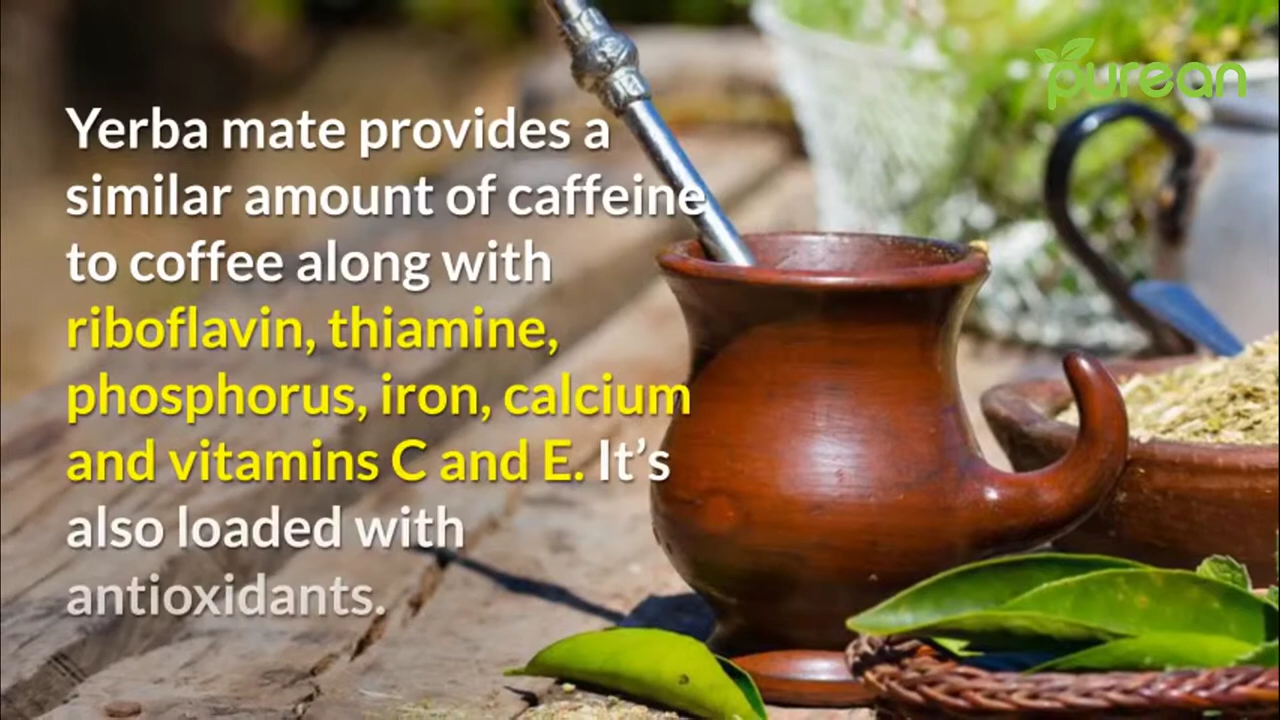 purean
Yerba mate provides a
similar amount of caffeine
to coffee along with
riboflavin, thiamine,
phosphorus, iron, calcium
and vitamins C and E. It’s
also loaded with
antioxidants.